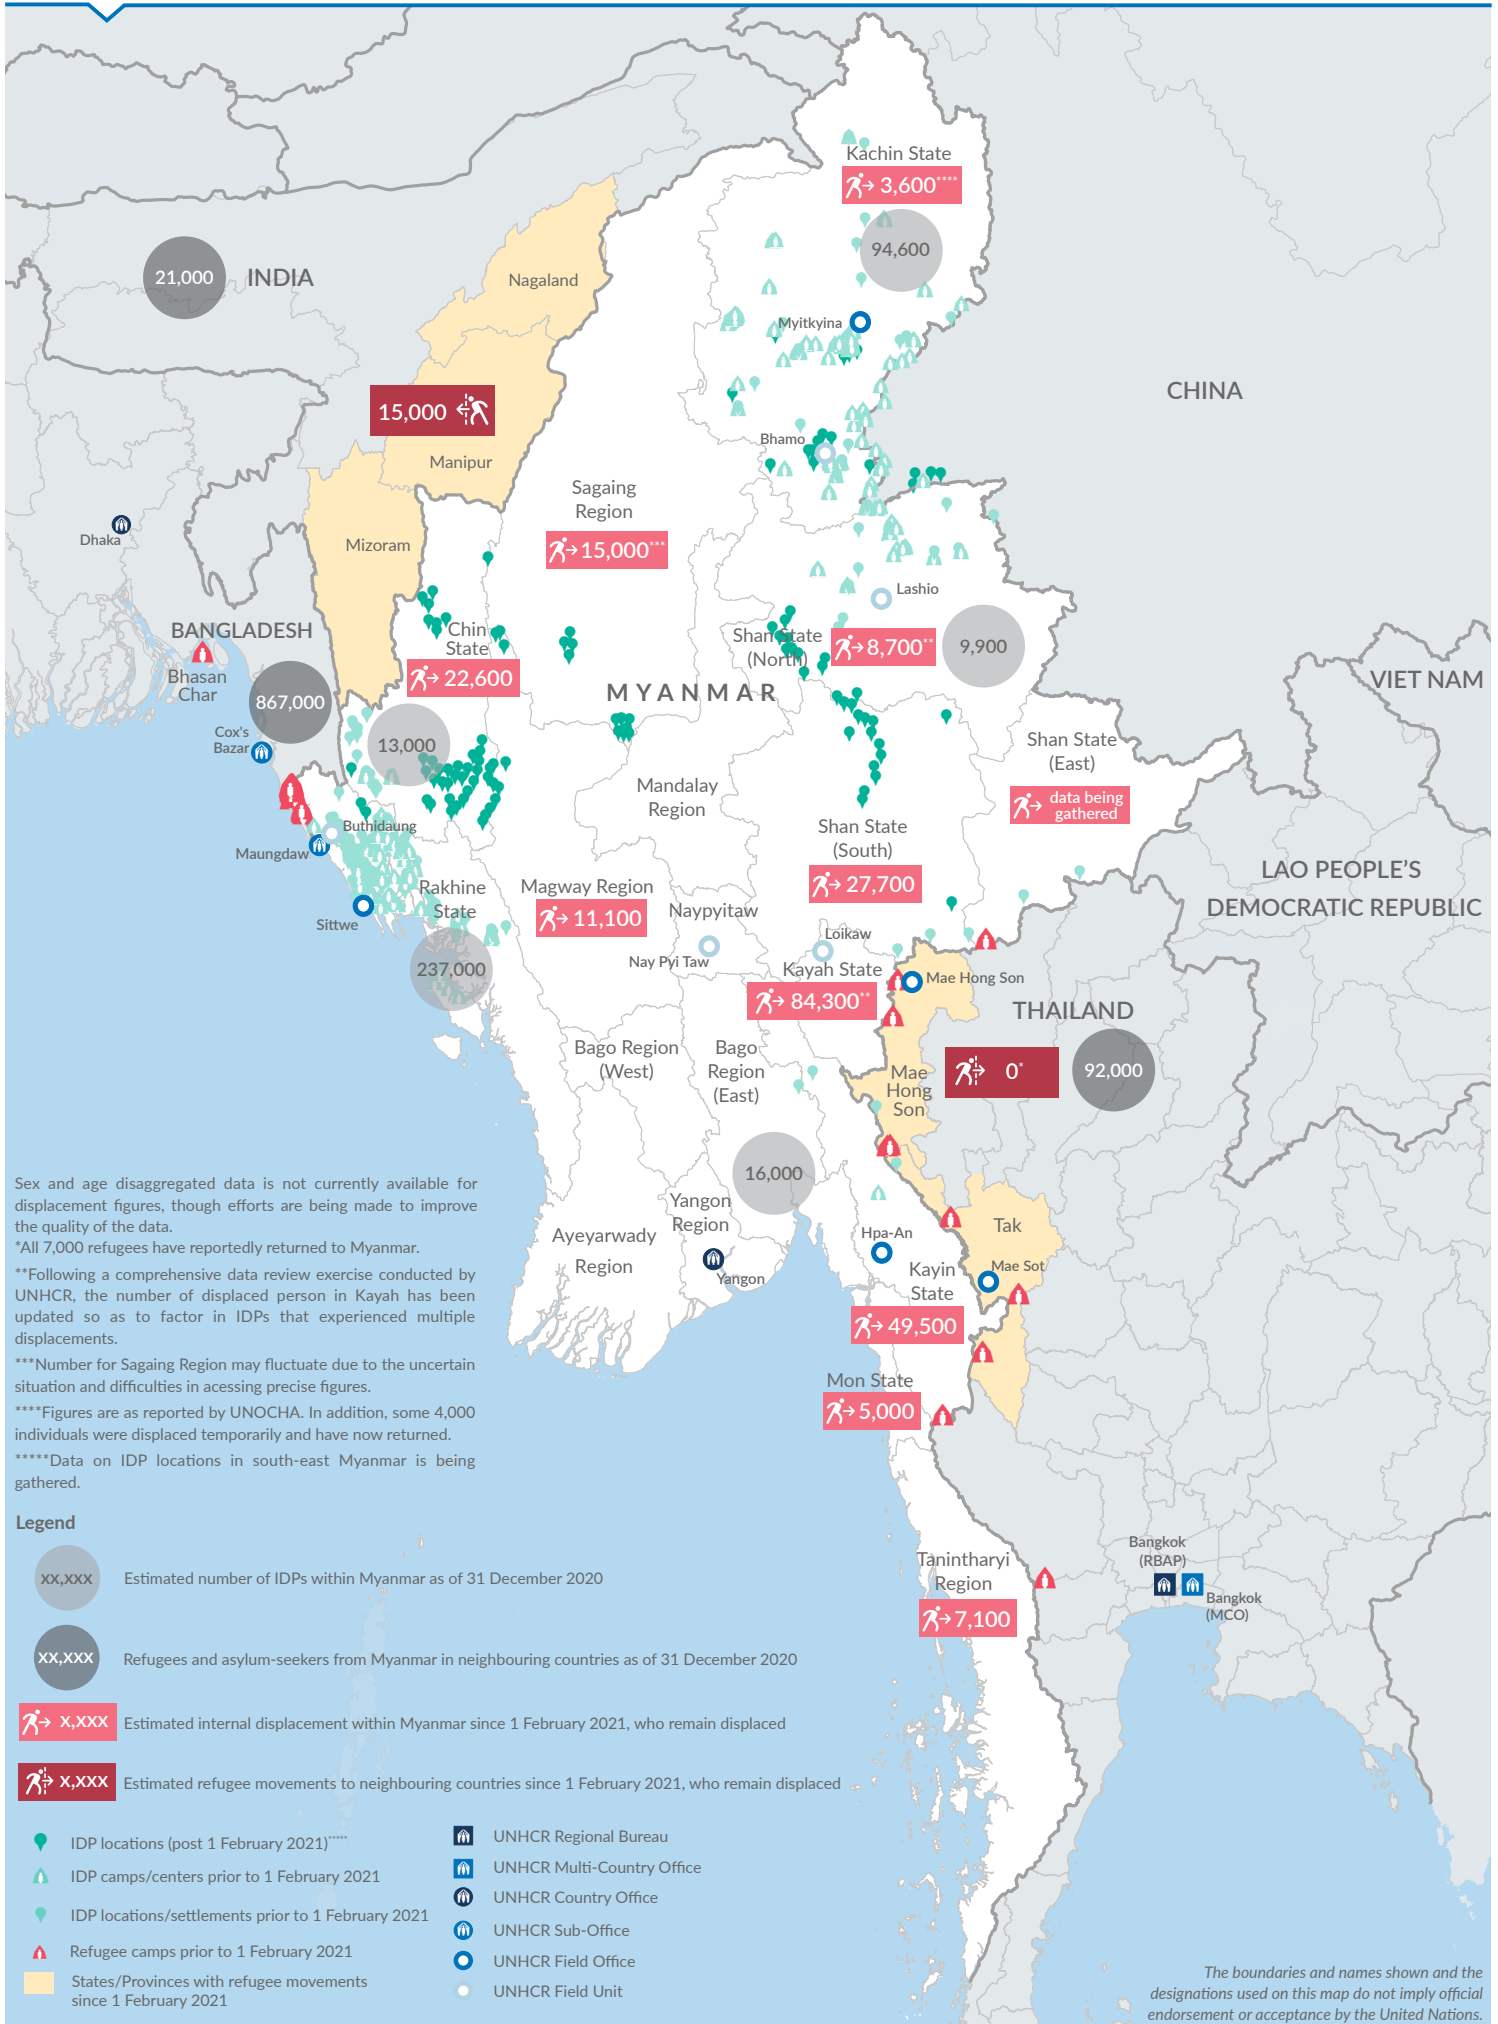 Kachin State
3,600****
94,600
21,000
INDIA
Nagaland
Myitkyina
CHINA
15,000
Manipur
Bhamo
Sagaing
Region
15,000***
Dhaka
Mizoram
Lashio
BANGLADESH
Bhasan
Char
Chin
State
22,600
Shan State
(North)
8,700**
9,900
MYANMAR
VIET NAM
867,000
Cox's
Bazar
13,000
Shan State
(East)
data being
gathered
Mandalay
Region
Buthidaung
Maungdaw
Shan State
(South)
27,700
LAO PEOPLE'S
DEMOCRATIC REPUBLIC
Rakhine
State
Magway Region
11,100
Naypyitaw
Sittwe
Loikaw
Nay Pyi Taw
237,000
Kayah State
84,300**
Mae Hong Son
THAILAND
Bago Region
(West)
Bago
Region
(East)
Mae
Hong
Son
0*
92,000
16,000
Yangon
Region
Ayeyarwady
Region
Yangon
Hpa-An
Tak
Mae Sot
Kayin
State
49,500
Mon State
5,000
Sex and age disaggregated data is not currently available for
displacement figures, though efforts are being made to improve
the quality of the data.
*All 7,000 refugees have reportedly returned to Myanmar.
**Following a comprehensive data review exercise conducted by
UNHCR, the number of displaced person in Kayah has been
updated so as to factor in IDPs that experienced multiple
displacements.
***Number for Sagaing Region may fluctuate due to the uncertain
situation and difficulties in acessing precise figures.
****Figures are as reported by UNOCHA. In addition, some 4,000
individuals were displaced temporarily and have now returned.
*****Data on IDP locations in south-east Myanmar is being
gathered.
Tanintharyi
Region
7,100
Bangkok
(RBAP)
Bangkok
(MCO)
Legend
XX,XXX
Estimated number of IDPs within Myanmar as of 31 December 2020
XX,XXX
Refugees and asylum-seekers from Myanmar in neighbouring countries as of 31 December 2020
X,XXX
Estimated internal displacement within Myanmar since 1 February 2021, who remain displaced
X,XXX
Estimated refugee movements to neighbouring countries since 1 February 2021, who remain displaced
IDP locations (post 1 February 2021)*****
IDP camps/centers prior to 1 February 2021
IDP locations/settlements prior to 1 February 2021
Refugee camps prior to 1 February 2021
States/Provinces with refugee movements
since 1 February 2021
UNHCR Regional Bureau
UNHCR Multi-Country Office
UNHCR Country Office
UNHCR Sub-Office
UNHCR Field Office
UNHCR Field Unit
The boundaries and names shown and the
designations used on this map do not imply official
endorsement or acceptance by the United Nations.